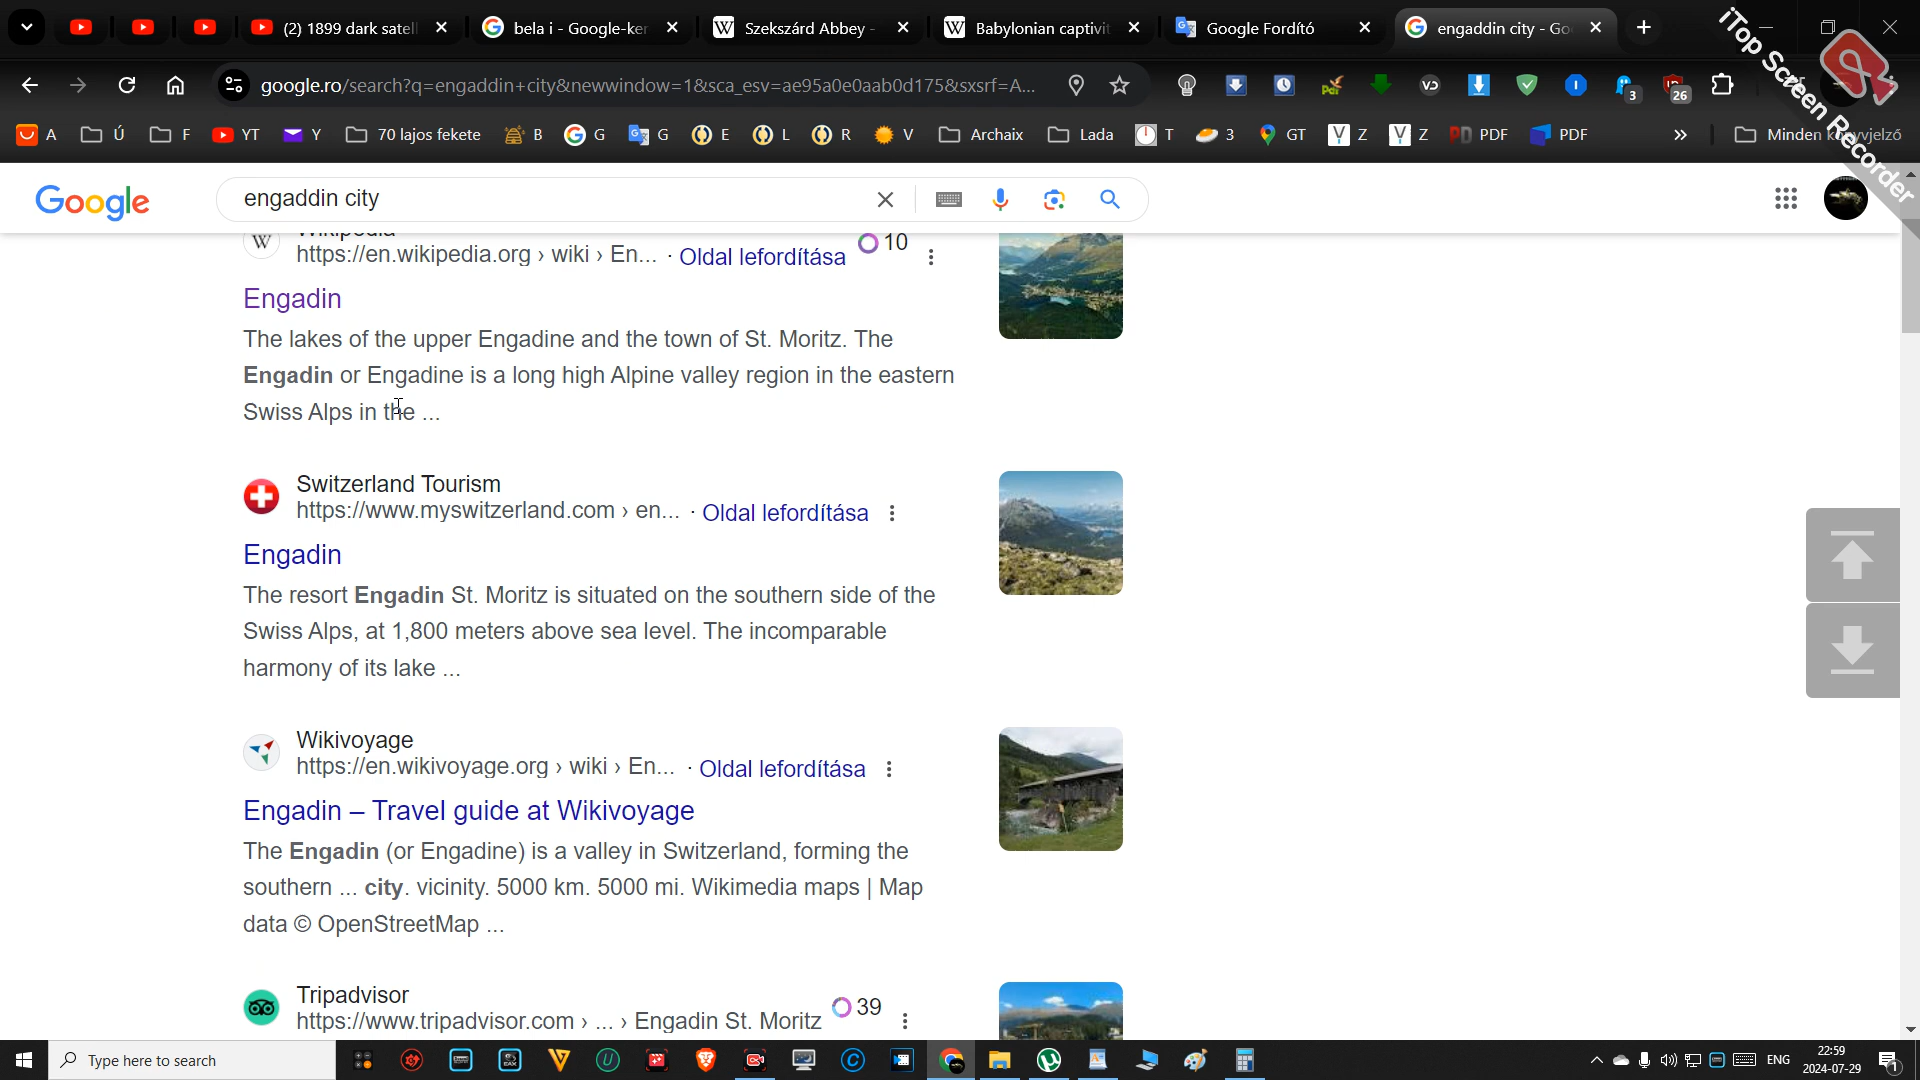 (2) 1899 dark satell
bela i - Google-ker
Szekszárd Abbey -
Babylonian captivit
Google Fordító
engaddin city - Go
iTop Screen Recorder
google.ro/search?q=engaddin+city&newwindow=1&sca_esv=ae95a0e0aab0d175&sxsrf=A...
3
26
A
Ú
F
YT
Y
70 lajos fekete
B
G
G
E
L
R
V
Archaix
Lada
T
3
GT
Z
Z
PDF
PDF
»
Google
engaddin city
https://en.wikipedia.org › wiki › En... · Oldal lefordítása
10
Engadin
The lakes of the upper Engadine and the town of St. Moritz. The
Engadin or Engadine is a long high Alpine valley region in the eastern
Swiss Alps in the ...
Switzerland Tourism
https://www.myswitzerland.com › en... · Oldal lefordítása
Engadin
The resort Engadin St. Moritz is situated on the southern side of the
Swiss Alps, at 1,800 meters above sea level. The incomparable
harmony of its lake ...
Wikivoyage
https://en.wikivoyage.org › wiki › En... · Oldal lefordítása
Engadin – Travel guide at Wikivoyage
The Engadin (or Engadine) is a valley in Switzerland, forming the
southern ... city. vicinity. 5000 km. 5000 mi. Wikimedia maps | Map
data © OpenStreetMap ...
Tripadvisor
https://www.tripadvisor.com › ... › Engadin St. Moritz
39
Type here to search
ENG
22:59
2024-07-29
1